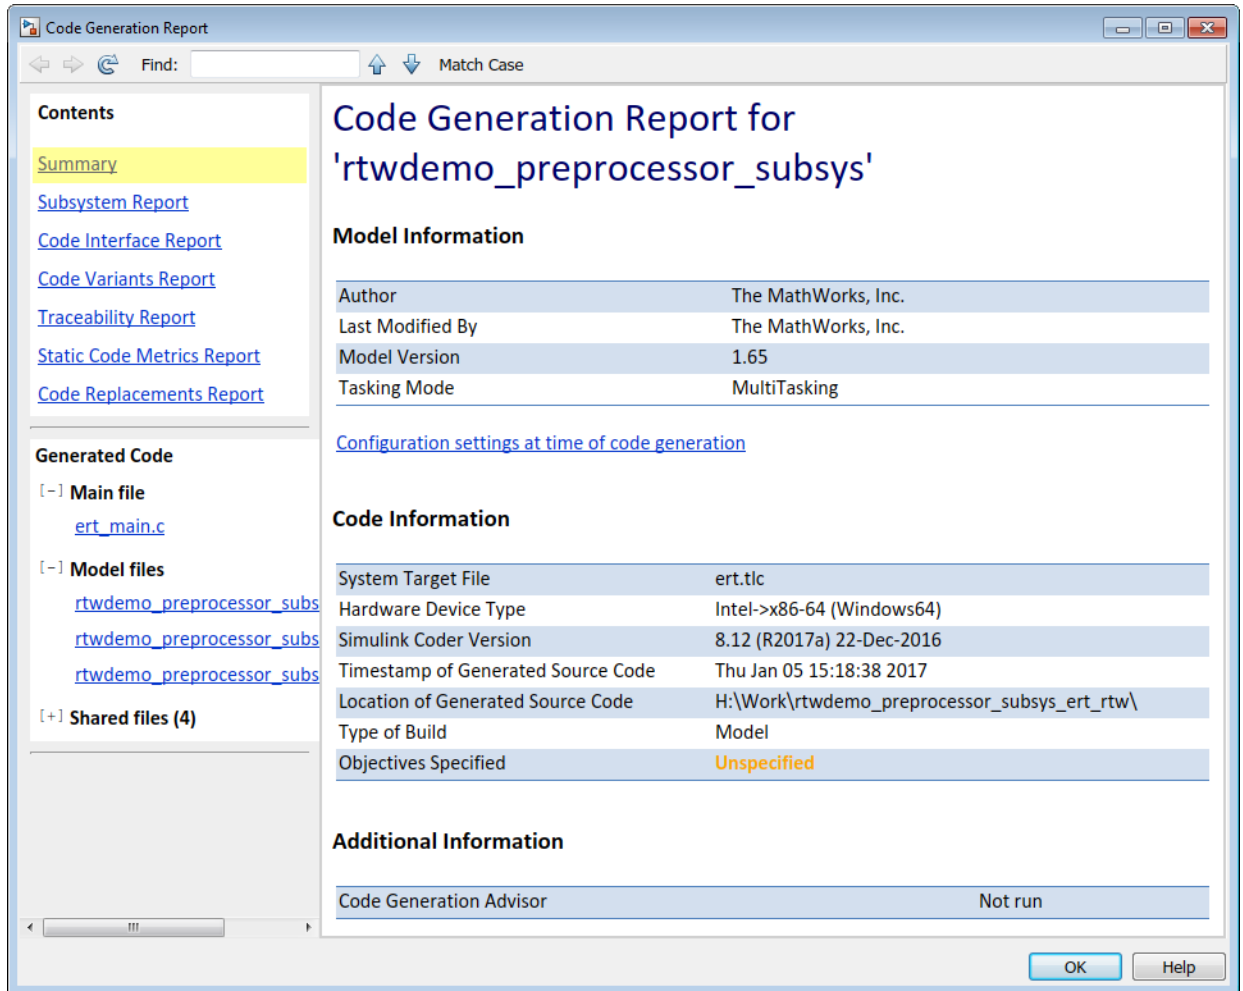 Code Generation Report
Find:
Match Case
Contents
Summary
Subsystem Report
Code Interface Report
Code Variants Report
Traceability Report
Static Code Metrics Report
Code Replacements Report
Generated Code
[-] Main file
ert_main.c
[-] Model files
rtwdemo_preprocessor_subs
rtwdemo_preprocessor_subs
rtwdemo_preprocessor_subs
[+] Shared files (4)
Code Generation Report for
'rtwdemo_preprocessor_subsys'
Model Information
Author The MathWorks, Inc.
Last Modified By The MathWorks, Inc.
Model Version 1.65
Tasking Mode MultiTasking
Configuration settings at time of code generation
Code Information
System Target File ert.tlc
Hardware Device Type Intel->x86-64 (Windows64)
Simulink Coder Version 8.12 (R2017a) 22-Dec-2016
Timestamp of Generated Source Code Thu Jan 05 15:18:38 2017
Location of Generated Source Code H:\Work\rtwdemo_preprocessor_subsys_ert_rtw\
Type of Build Model
Objectives Specified Unspecified
Additional Information
Code Generation Advisor Not run
OK
Help